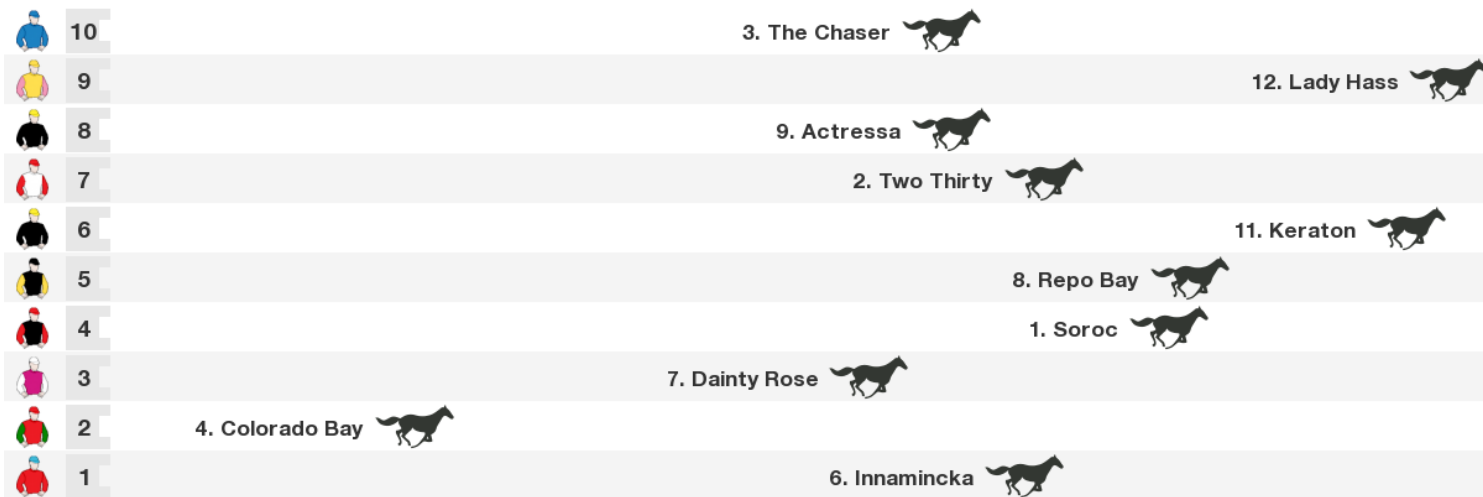 10 3. The Chaser
9 12. Lady Hass
8 9. Actressa
7 2. Two Thirty
6 11. Keraton
5 8. Repo Bay
4 1. Soroc
3 7. Dainty Rose
2 4. Colorado Bay
1 6. Innamincka